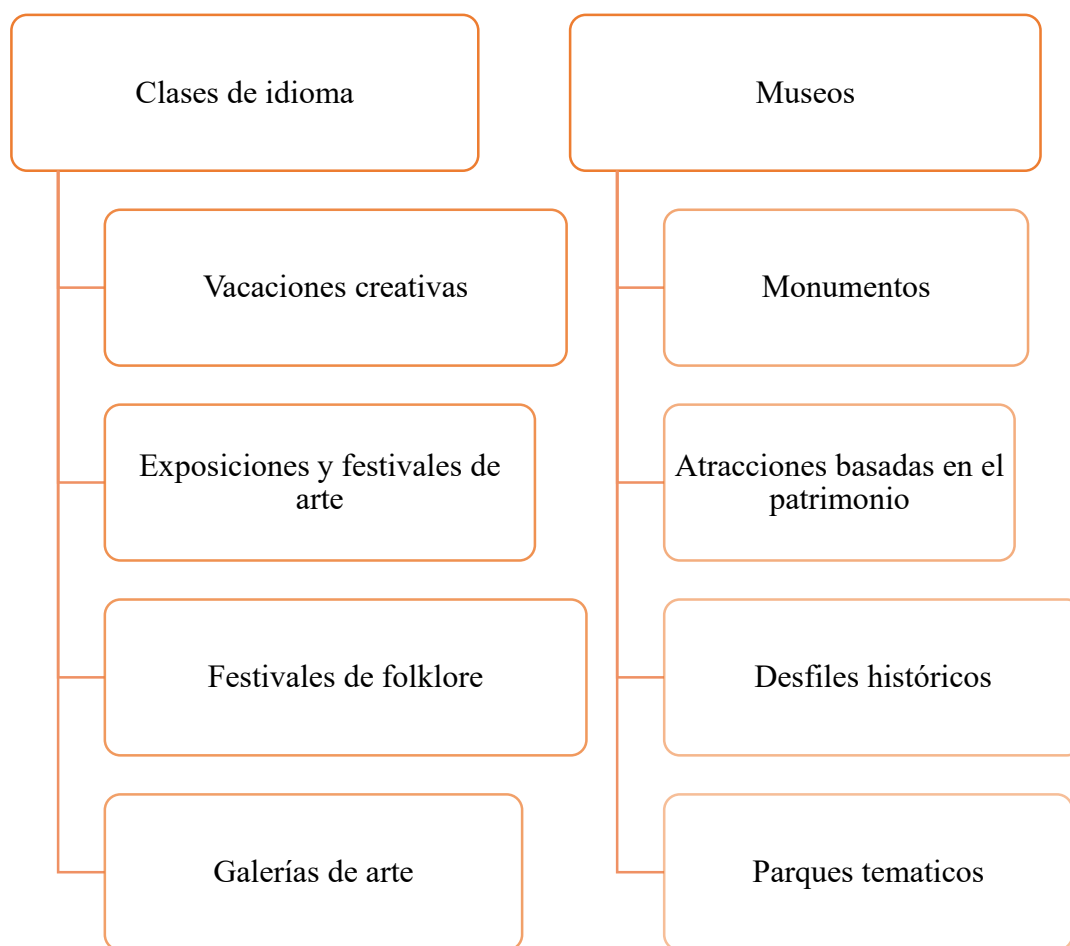 Clases de idioma
Vacaciones creativas
Exposiciones y festivales de
arte
Festivales de folklore
Galerías de arte
Museos
Monumentos
Atracciones basadas en el
patrimonio
Desfiles históricos
Parques tematicos